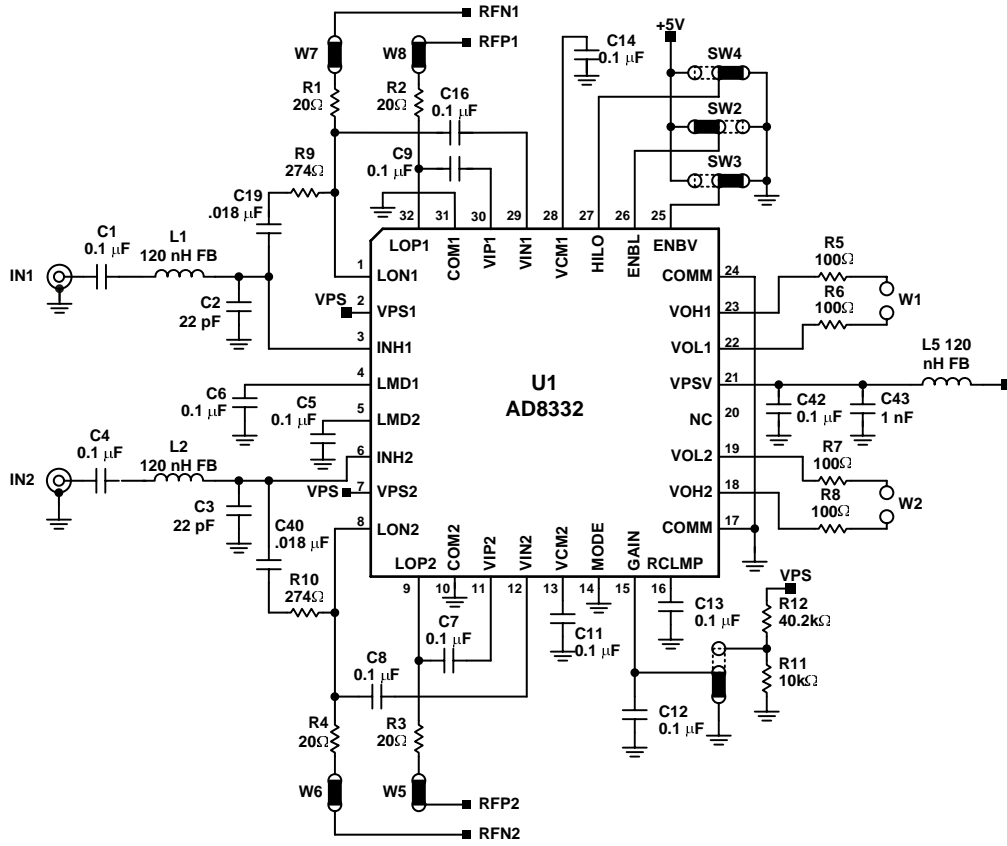 RFN1
W7
W8
RFP1
+5V
C14
0.1 μF
SW4
R1
20Ω
R2
20Ω
C16
0.1 μF
SW2
C9
0.1 μF
R9
274Ω
SW3
C19
.018 μF
32
31
30
29
28
27
26
25
LOP1
COM1
VIP1
VIN1
VCM1
HILO
ENBL
ENBV
C1
0.1 μF
L1
120 nH FB
IN1
R5
100Ω
1
LON1
COMM
24
VPS
2
VPS1
VOH1
23
R6
100Ω
W1
C2
22 pF
3
INH1
VOL1
22
L5 120
nH FB
4
LMD1
U1
AD8332
VPSV
21
C6
0.1 μF
C5
0.1 μF
5
LMD2
NC
20
C42
0.1 μF
C43
1 nF
C4
0.1 μF
L2
120 nH FB
IN2
6
INH2
VOL2
19
R7
100Ω
VPS
7
VPS2
VOH2
18
R8
100Ω
W2
C3
22 pF
C40
.018 μF
8
LON2
COMM
17
LOP2
COM2
VIP2
VIN2
VCM2
MODE
GAIN
RCLMP
9
10
11
12
13
14
15
16
R10
274Ω
VPS
R12
40.2kΩ
C13
0.1 μF
C7
0.1 μF
C11
0.1 μF
C8
0.1 μF
R11
10kΩ
C12
0.1 μF
R4
20Ω
R3
20Ω
W6
W5
RFP2
RFN2